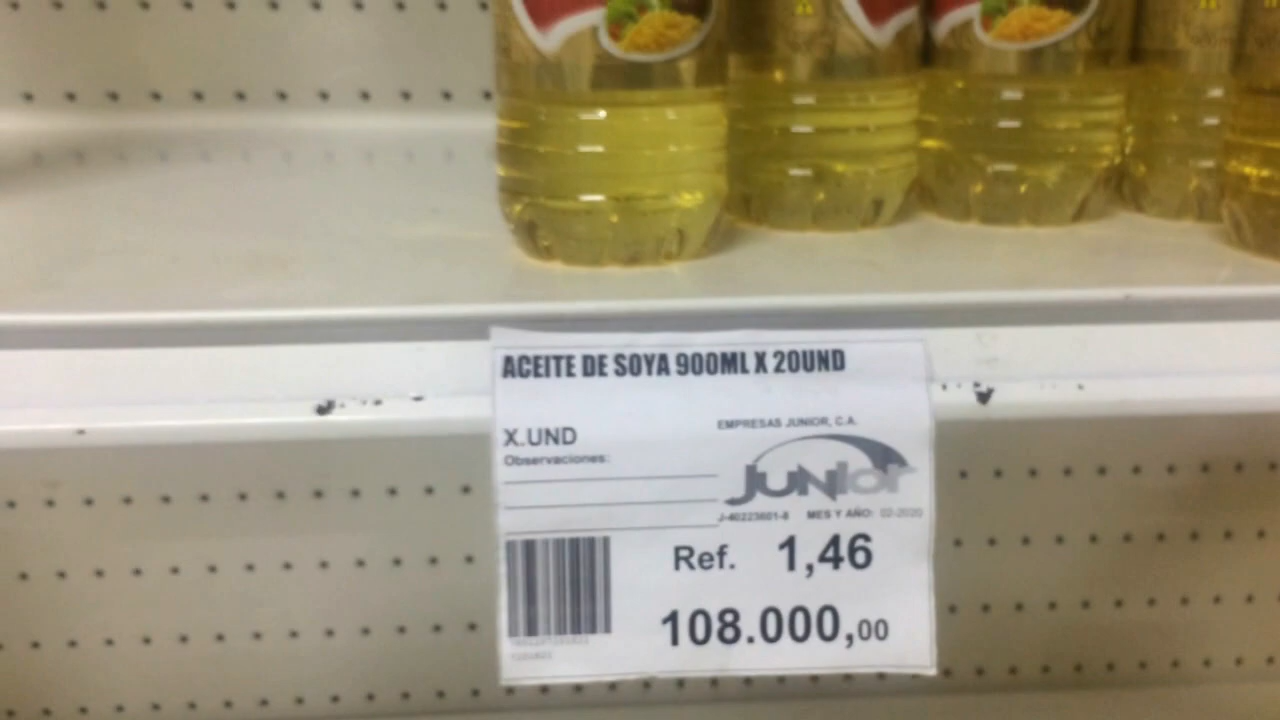 ACEITE DE SOYA 900ML X 20UND
X.UND
Observaciones:
EMPRESAS JUNIOR, C.A.
JUNIOR
J-40223601-8 MES Y AÑO: 02-2020
Ref. 1,46
108.000,00